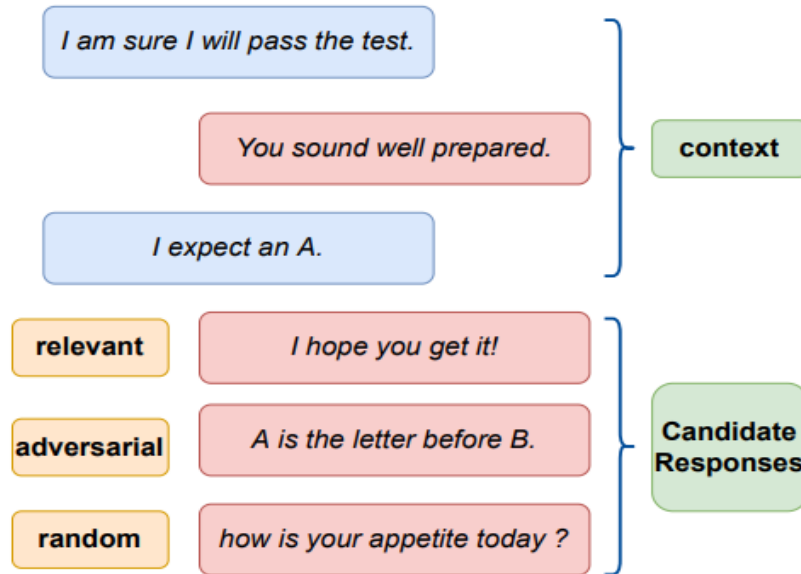 I am sure I will pass the test.
You sound well prepared.
context
I expect an A.
relevant
I hope you get it!
adversarial
A is the letter before B.
Candidate
Responses
random
how is your appetite today ?